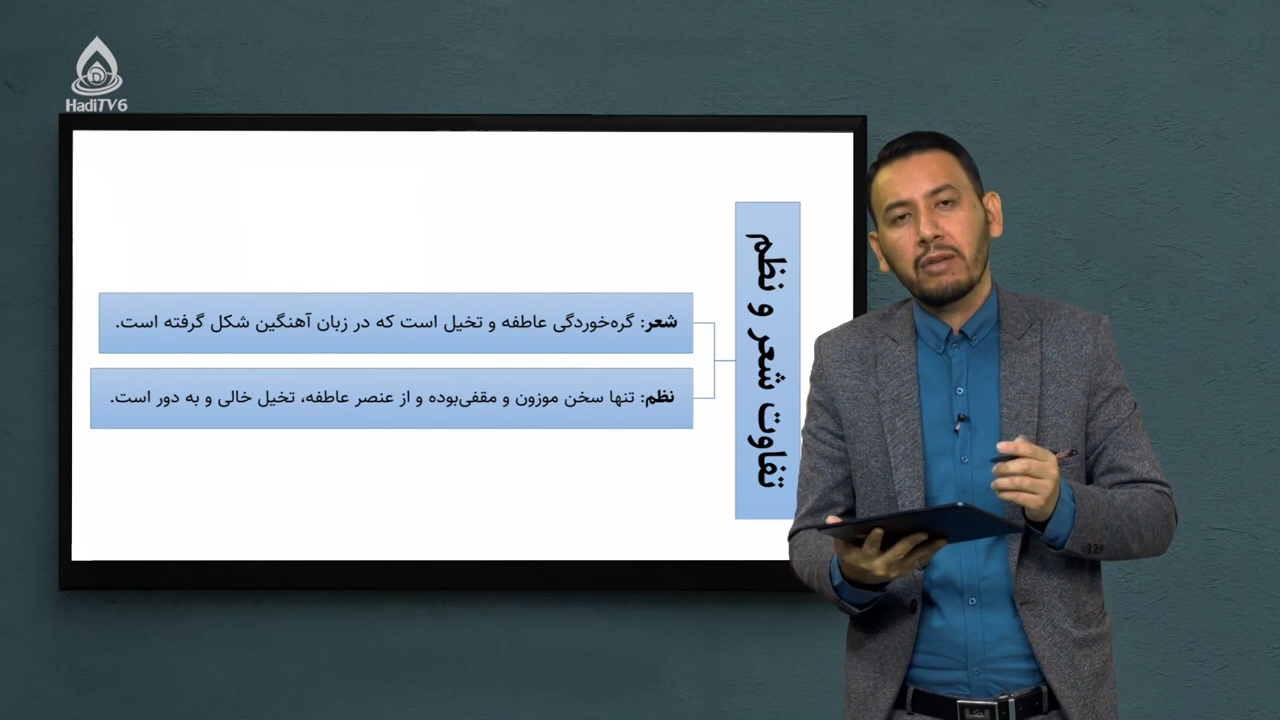 HadiTV6
تفاوت شعر و نظم
شعر: گره‌خوردگی عاطفه و تخیل است که در زبان آهنگین شکل گرفته است.
نظم: تنها سخن موزون و مقفی‌بوده و از عنصر عاطفه، تخیل خالی و به دور است.